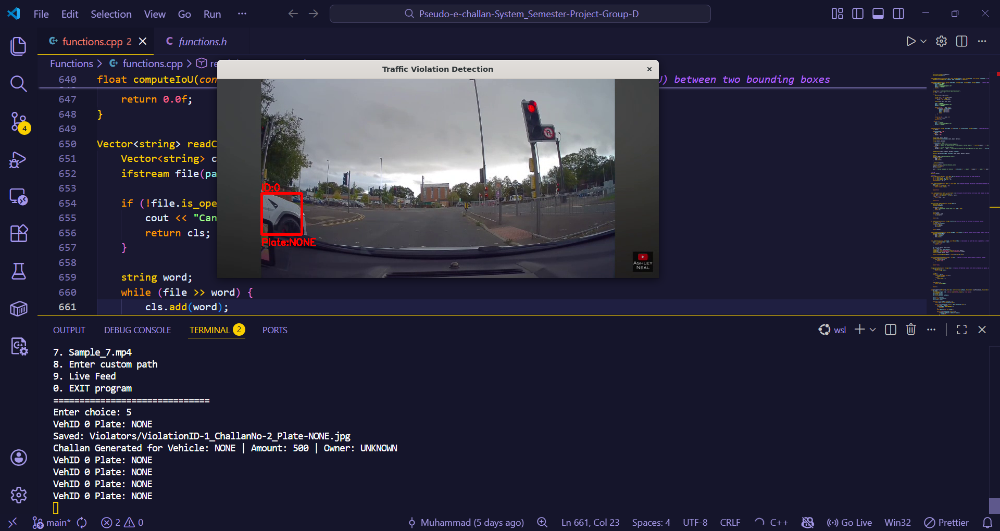 File Edit Selection View Go Run ···
Pseudo-e-challan-System_Semester-Project-Group-D
functions.cpp 2
functions.h
Functions > functions.cpp > re
Traffic Violation Detection
640 float computeIoU(con U) between two bounding boxes
647 return 0.0f;
648 }
649
650 Vector<string> readC
651 Vector<string> c
652 ifstream file(pa
653
654 if (!file.is_ope
655 cout << "Can
656 return cls;
657 }
658
659 string word;
660 while (file >> word) {
661 cls.add(word);
ID:0
Plate:NONE
ASHLEY
NEAL
4
OUTPUT DEBUG CONSOLE TERMINAL 2 PORTS
wsl
7. Sample_7.mp4
8. Enter custom path
9. Live Feed
0. EXIT program
==============================
Enter choice: 5
VehID 0 Plate: NONE
Saved: Violators/ViolationID-1_ChallanNo-2_Plate-NONE.jpg
Challan Generated for Vehicle: NONE | Amount: 500 | Owner: UNKNOWN
VehID 0 Plate: NONE
VehID 0 Plate: NONE
VehID 0 Plate: NONE
VehID 0 Plate: NONE
main* 2 0 Muhammad (5 days ago) Ln 661, Col 23 Spaces: 4 UTF-8 CRLF C++ Go Live Win32 Prettier